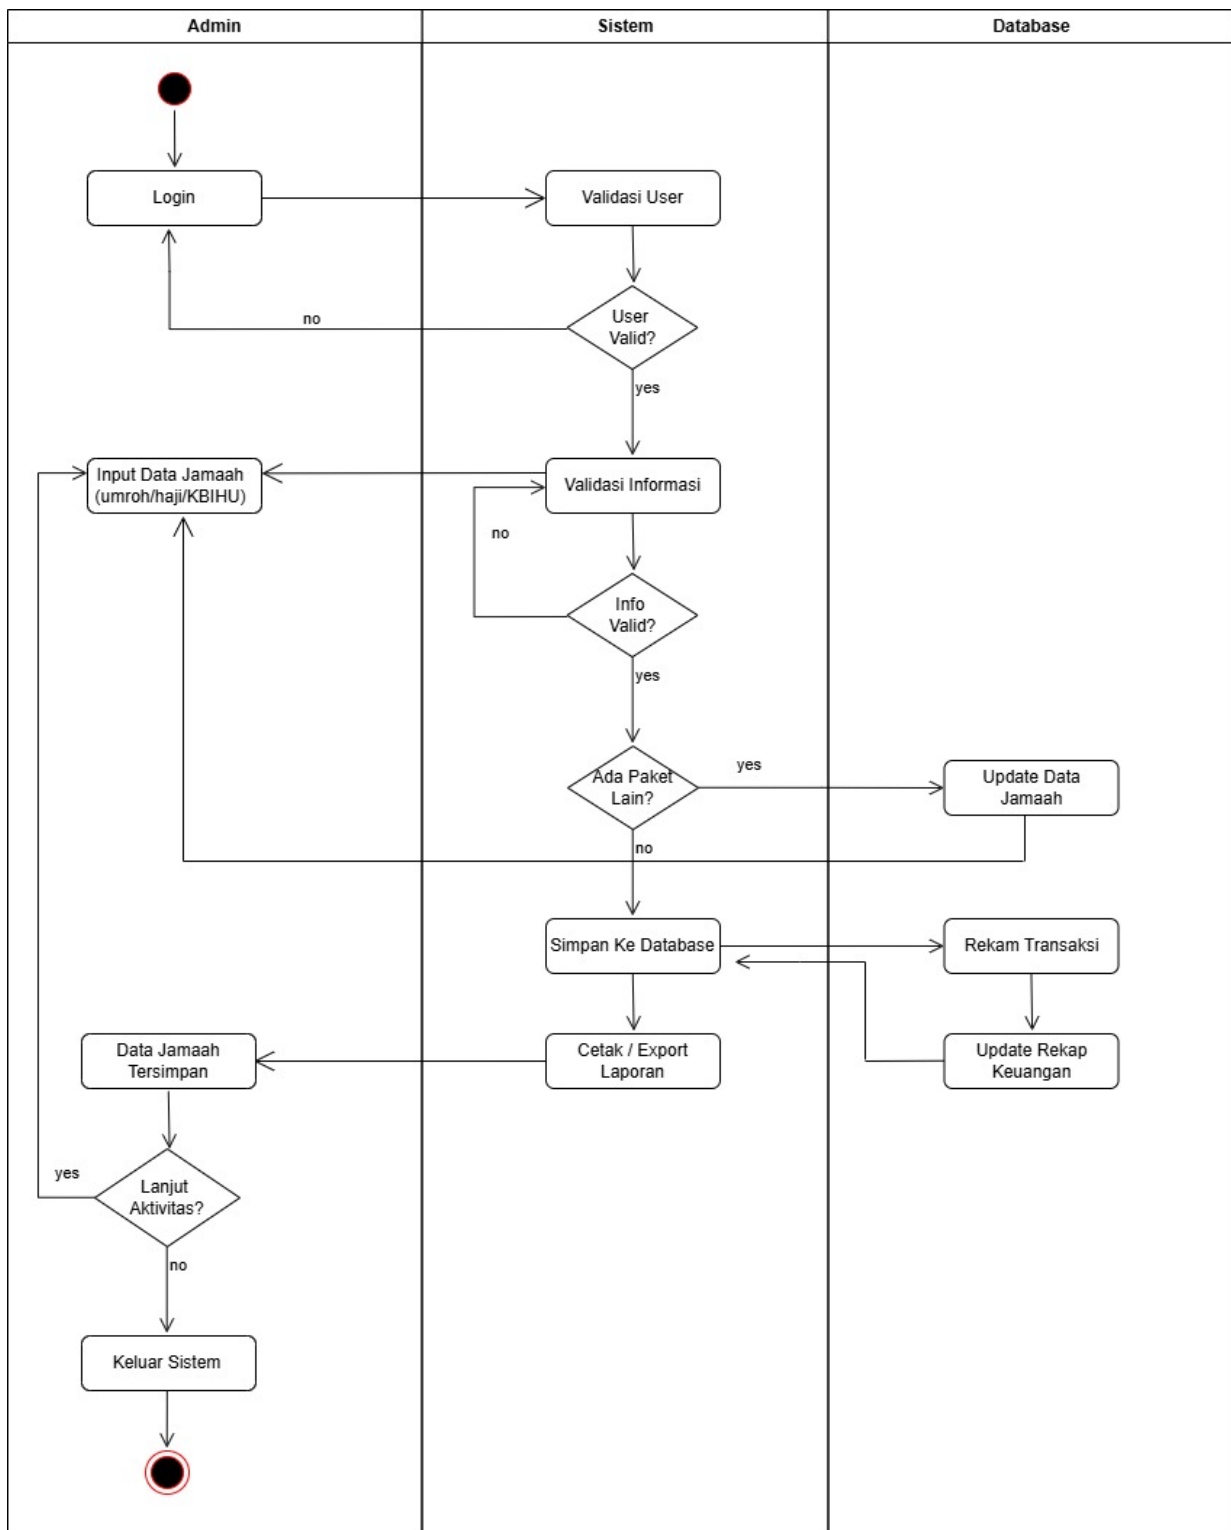 Admin
Sistem
Database
Login
Validasi User
User
Valid?
no
yes
Input Data Jamaah
(umroh/haji/KBIHU)
Validasi Informasi
no
Info
Valid?
yes
Ada Paket
Lain?
yes
Update Data
Jamaah
no
Simpan Ke Database
Rekam Transaksi
Data Jamaah
Tersimpan
Cetak / Export
Laporan
Update Rekap
Keuangan
yes
Lanjut
Aktivitas?
no
Keluar Sistem